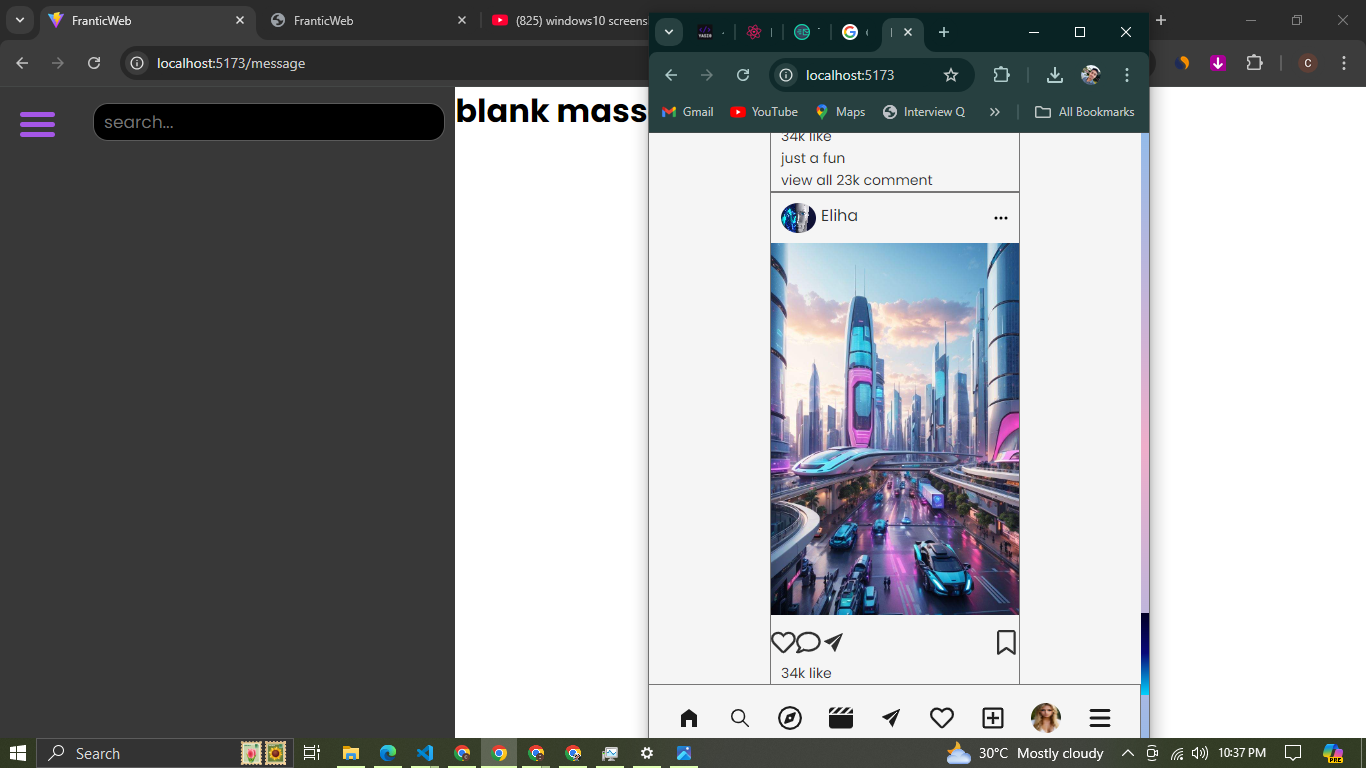 FranticWeb
FranticWeb
(825) windows10 screens
localhost:5173/message
search...
blank mass
localhost:5173
Gmail
YouTube
Maps
Interview Q
»
All Bookmarks
34k like
just a fun
view all 23k comment
Eliha
34k like
Search
30°C Mostly cloudy
10:37 PM
C
PRE